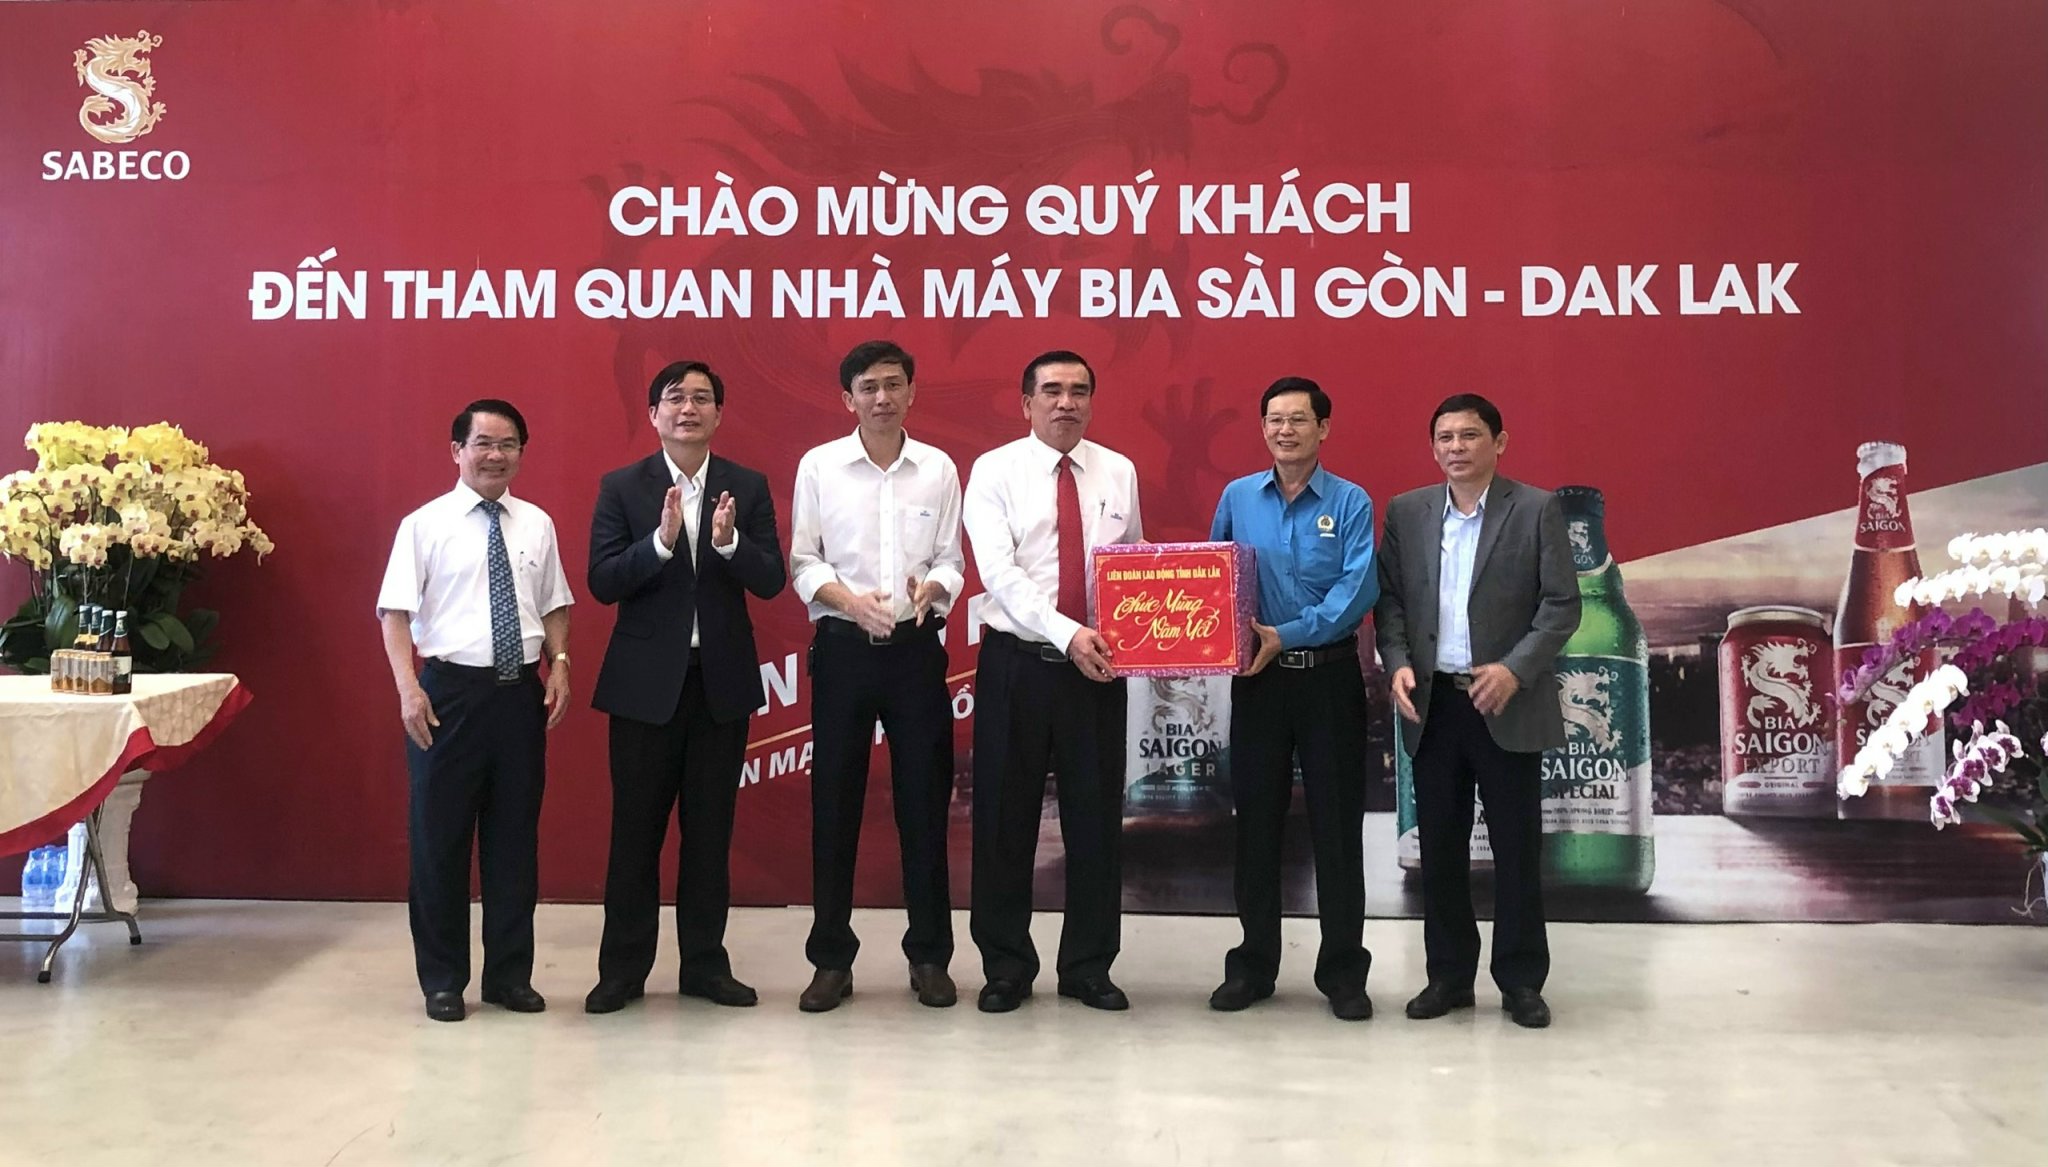 SABECO
CHÀO MỪNG QUÝ KHÁCH
ĐẾN THAM QUAN NHÀ MÁY BIA SÀI GÒN - DAK LAK
LIÊN ĐOÀN LAO ĐỘNG TỈNH ĐẮK LẮK
Chúc Mừng
Năm Mới
BIA
SAIGON
LAGER
BIA
SAIGON
SPECIAL
BIA
SAIGON
EXPORT
ORIGINAL
BIA
SAIGON